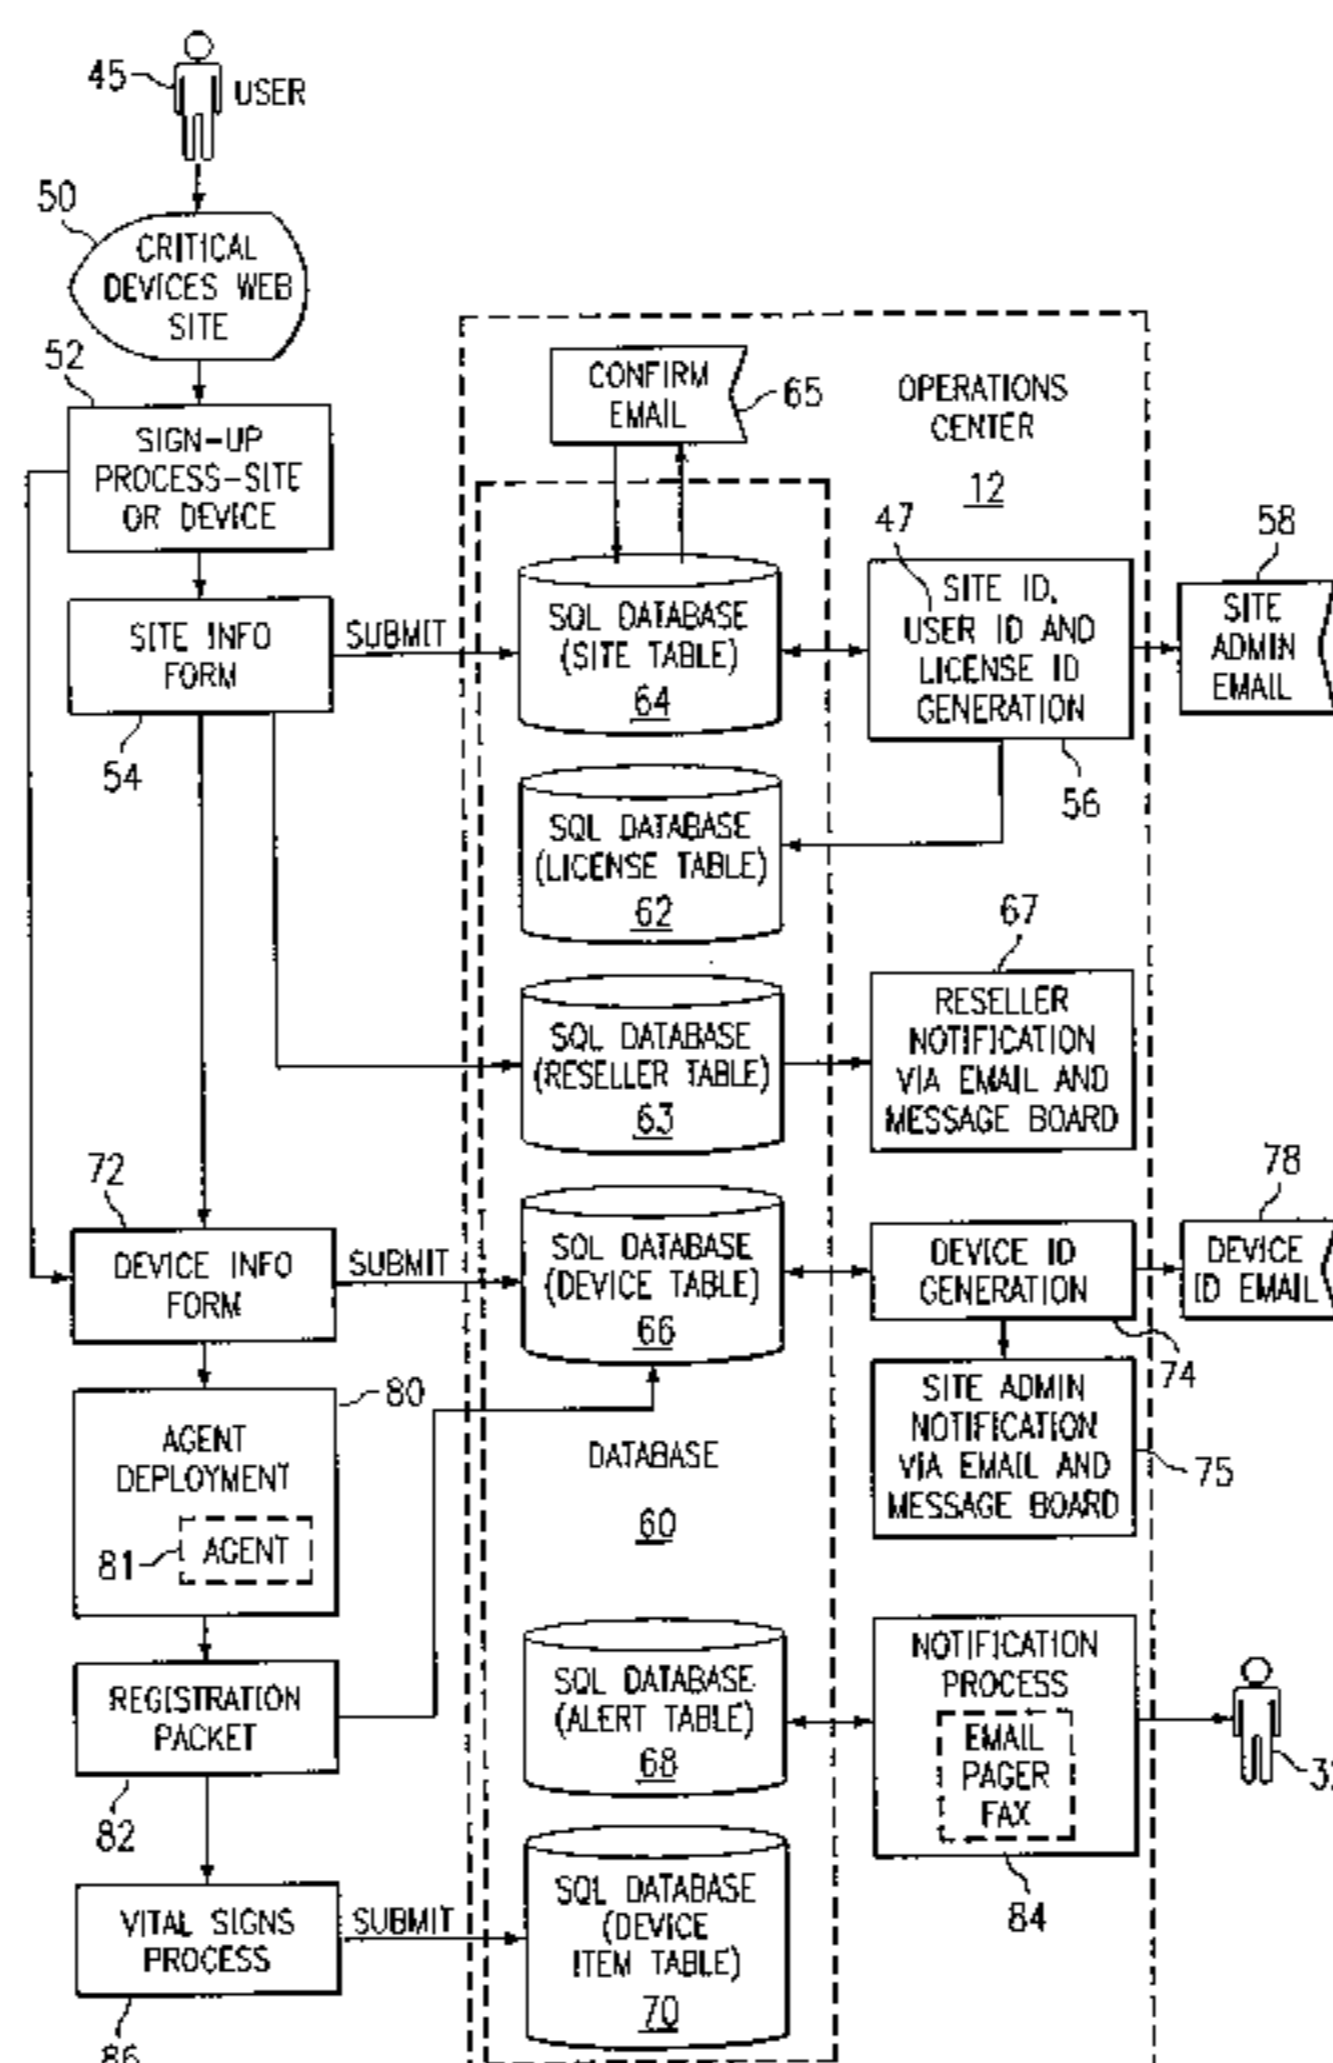 45
USER
50
CRITICAL
DEVICES WEB
SITE
52
SIGN-UP
PROCESS-SITE
OR DEVICE
CONFIRM
EMAIL
65
OPERATIONS
CENTER
12
SITE INFO
FORM
54
SUBMIT
SQL DATABASE
(SITE TABLE)
64
47
SITE ID,
USER ID AND
LICENSE ID
GENERATION
56
58
SITE
ADMIN
EMAIL
SQL DATABASE
(LICENSE TABLE)
62
SQL DATABASE
(RESELLER TABLE)
63
67
RESELLER
NOTIFICATION
VIA EMAIL AND
MESSAGE BOARD
72
DEVICE INFO
FORM
SUBMIT
SQL DATABASE
(DEVICE TABLE)
66
DEVICE ID
GENERATION
74
78
DEVICE
ID EMAIL
SITE ADMIN
NOTIFICATION
VIA EMAIL AND
MESSAGE BOARD
75
80
AGENT
DEPLOYMENT
81
AGENT
DATABASE
60
REGISTRATION
PACKET
82
SQL DATABASE
(ALERT TABLE)
68
NOTIFICATION
PROCESS
EMAIL
PAGER
FAX
84
VITAL SIGNS
PROCESS
86
SUBMIT
SQL DATABASE
(DEVICE
ITEM TABLE)
70